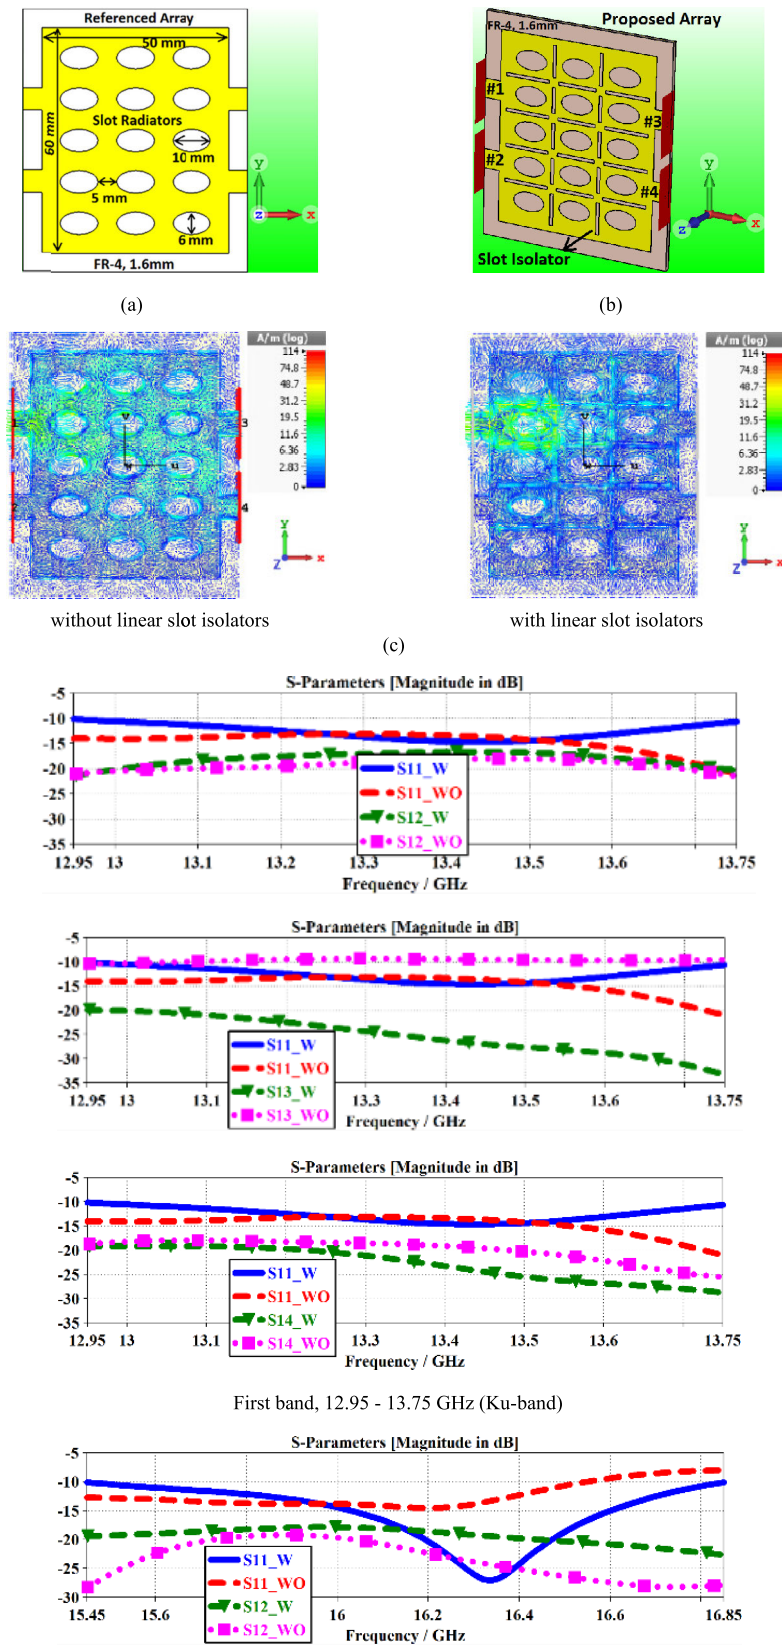 Referenced Array
50 mm
60 mm
Slot Radiators
10 mm
5 mm
6 mm
FR-4, 1.6mm
y
z
x
(a)
Proposed Array
FR-4, 1.6mm
#1
#3
#2
#4
Slot Isolator
y
z
x
(b)
A/m (log)
114
74.8
48.7
31.2
19.5
11.6
6.36
2.83
0
1
3
2
4
v
w
u
y
z
x
A/m (log)
114
74.8
48.7
31.2
19.5
11.6
6.36
2.83
0
v
w
u
y
Z
x
without linear slot isolators
with linear slot isolators
(c)
S-Parameters [Magnitude in dB]
-5
-10
-15
-20
-25
-30
-35
S11_W
S11_WO
S12_W
S12_WO
12.95 13 13.1 13.2 13.3 13.4 13.5 13.6 13.75
Frequency / GHz
S-Parameters [Magnitude in dB]
-5
-10
-15
-20
-25
-30
-35
S11_W
S11_WO
S13_W
S13_WO
12.95 13 13.1 13.3 13.4 13.5 13.6 13.75
Frequency / GHz
S-Parameters [Magnitude in dB]
-5
-10
-15
-20
-25
-30
-35
S11_W
S11_WO
S14_W
S14_WO
12.95 13 13.1 13.3 13.4 13.5 13.6 13.75
Frequency / GHz
First band, 12.95 - 13.75 GHz (Ku-band)
S-Parameters [Magnitude in dB]
-5
-10
-15
-20
-25
-30
S11_W
S11_WO
S12_W
S12_WO
15.45 15.6 16 16.2 16.4 16.6 16.85
Frequency / GHz